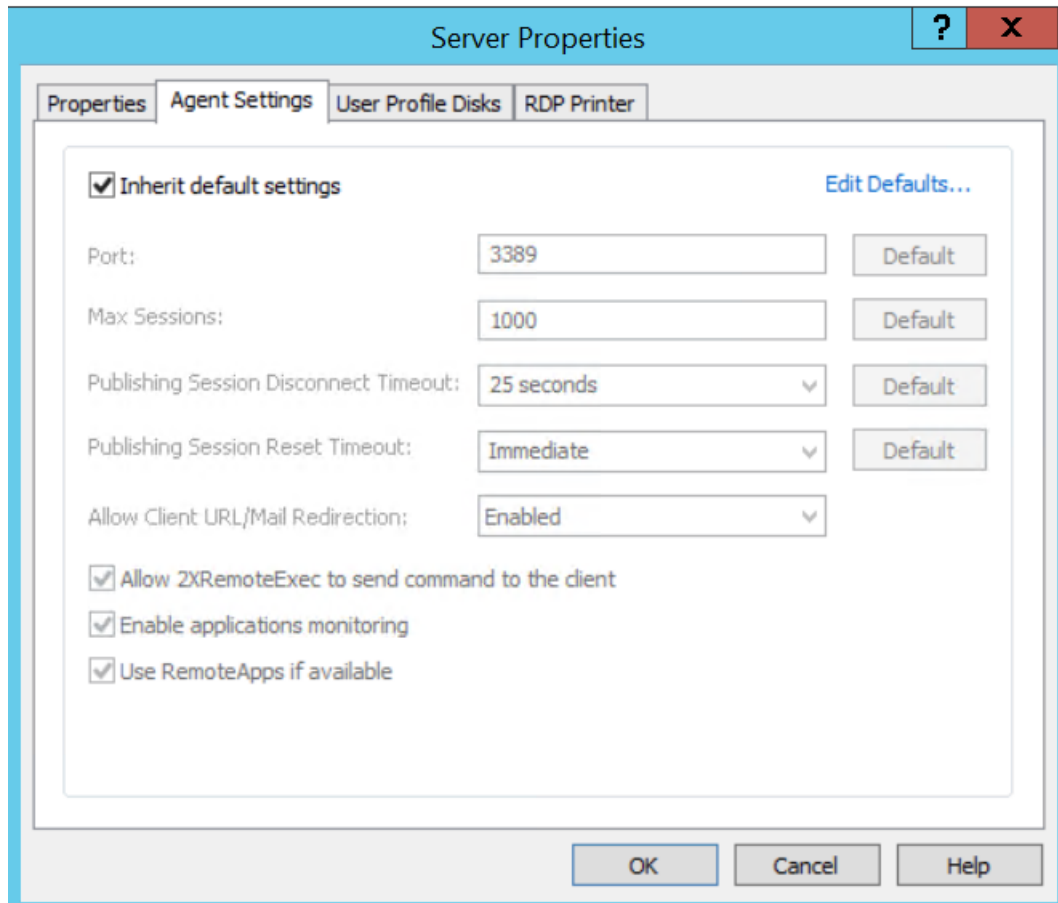 Server Properties
? X
Properties Agent Settings User Profile Disks RDP Printer
Inherit default settings Edit Defaults...
Port: 3389 Default
Max Sessions: 1000 Default
Publishing Session Disconnect Timeout: 25 seconds Default
Publishing Session Reset Timeout: Immediate Default
Allow Client URL/Mail Redirection: Enabled
Allow 2XRemoteExec to send command to the client
Enable applications monitoring
Use RemoteApps if available
OK Cancel Help